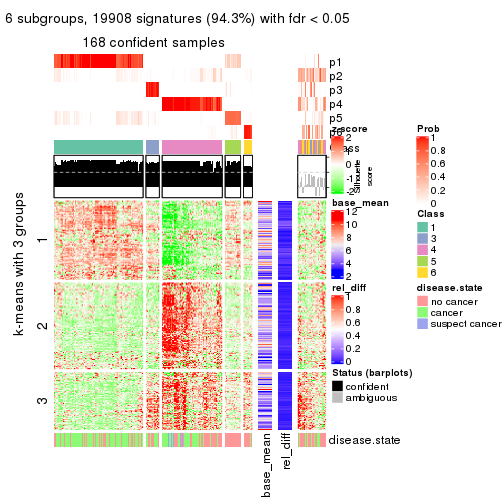 6 subgroups, 19908 signatures (94.3%) with fdr < 0.05
168 confident samples
p1
p2
p3
p4
p5
Class
k-means with 3 groups
1
2
3
base_mean
rel_diff
disease.state
z-score
2
1
0
-1
-2
Silhouette
score
base_mean
12
10
8
6
4
2
rel_diff
1
0.8
0.6
0.4
0.2
0
Status (barplots)
confident
ambiguous
Prob
1
0.8
0.6
0.4
0.2
0
Class
1
3
4
5
6
disease.state
no cancer
cancer
suspect cancer